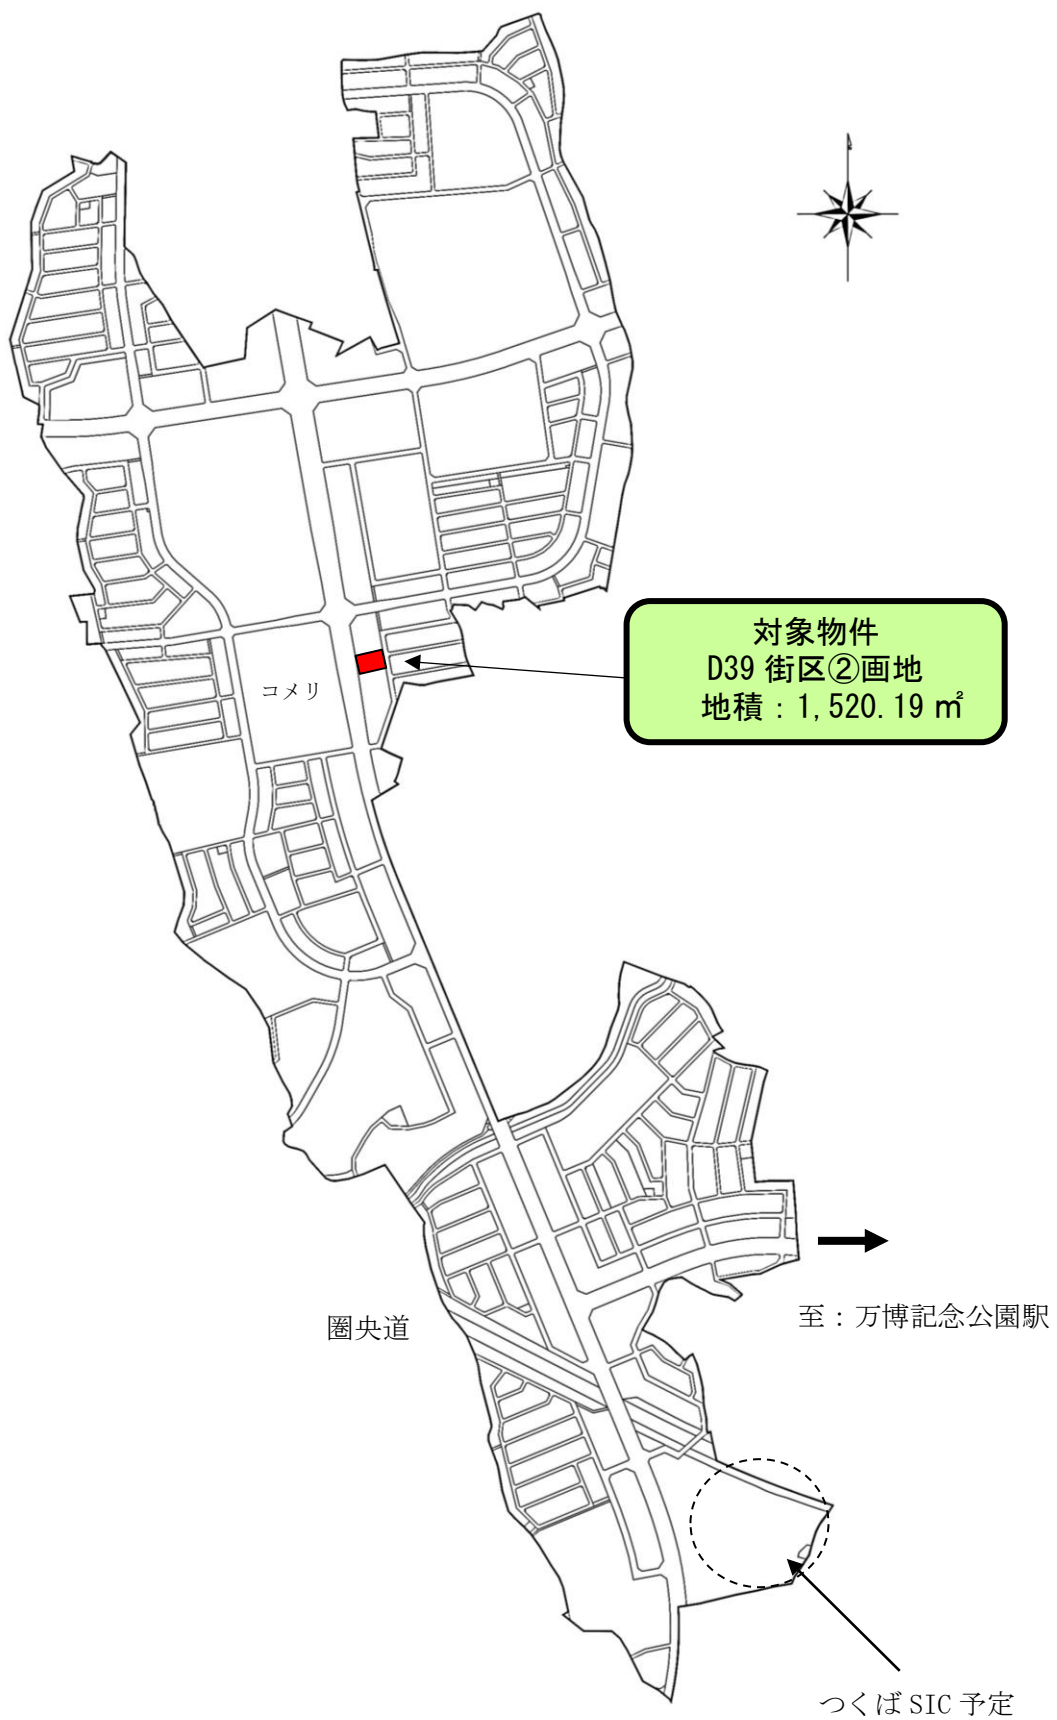 対象物件
D39 街区②画地
地積：1,520.19 ㎡
コメリ
圏央道
至：万博記念公園駅
つくば SIC 予定